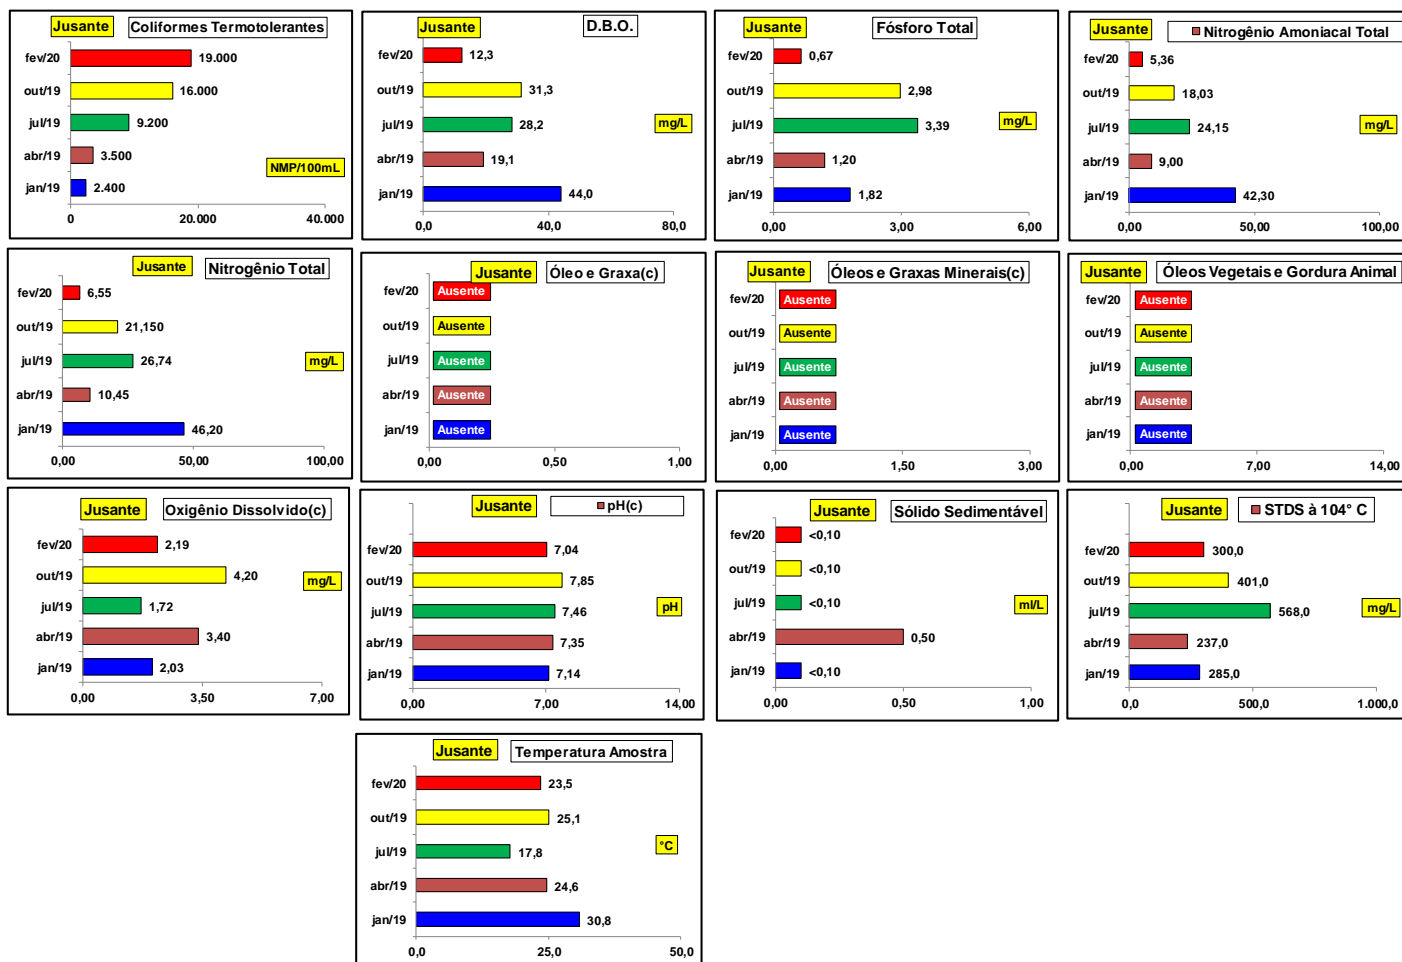 Jusante
Coliformes Termotolerantes
fev/20
19.000
out/19
16.000
jul/19
9.200
abr/19
3.500
NMP/100mL
jan/19
2.400
0
20.000
40.000
Jusante
D.B.O.
fev/20
12,3
out/19
31,3
jul/19
28,2
mg/L
abr/19
19,1
jan/19
44,0
0,0
40,0
80,0
Jusante
Fósforo Total
fev/20
0,67
out/19
2,98
jul/19
3,39
mg/L
abr/19
1,20
jan/19
1,82
0,00
3,00
6,00
Jusante
Nitrogênio Amoniacal Total
fev/20
5,36
out/19
18,03
jul/19
24,15
mg/L
abr/19
9,00
jan/19
42,30
0,00
50,00
100,00
Jusante
Nitrogênio Total
fev/20
6,55
out/19
21,150
jul/19
26,74
mg/L
abr/19
10,45
jan/19
46,20
0,00
50,00
100,00
Jusante
Óleo e Graxa(c)
fev/20
Ausente
out/19
Ausente
jul/19
Ausente
abr/19
Ausente
jan/19
Ausente
0,00
0,50
1,00
Jusante
Óleos e Graxas Minerais(c)
fev/20
Ausente
out/19
Ausente
jul/19
Ausente
abr/19
Ausente
jan/19
Ausente
0,00
1,50
3,00
Jusante
Óleos Vegetais e Gordura Animal
fev/20
Ausente
out/19
Ausente
jul/19
Ausente
abr/19
Ausente
jan/19
Ausente
0,00
7,00
14,00
Jusante
Oxigênio Dissolvido(c)
fev/20
2,19
out/19
4,20
mg/L
jul/19
1,72
abr/19
3,40
jan/19
2,03
0,00
3,50
7,00
Jusante
pH(c)
fev/20
7,04
out/19
7,85
jul/19
7,46
pH
abr/19
7,35
jan/19
7,14
0,00
7,00
14,00
Jusante
Sólido Sedimentável
fev/20
<0,10
out/19
<0,10
jul/19
<0,10
ml/L
abr/19
0,50
jan/19
<0,10
0,00
0,50
1,00
Jusante
STDS à 104° C
fev/20
300,0
out/19
401,0
jul/19
568,0
mg/L
abr/19
237,0
jan/19
285,0
0,0
500,0
1.000,0
Jusante
Temperatura Amostra
fev/20
23,5
out/19
25,1
°C
jul/19
17,8
abr/19
24,6
jan/19
30,8
0,0
25,0
50,0